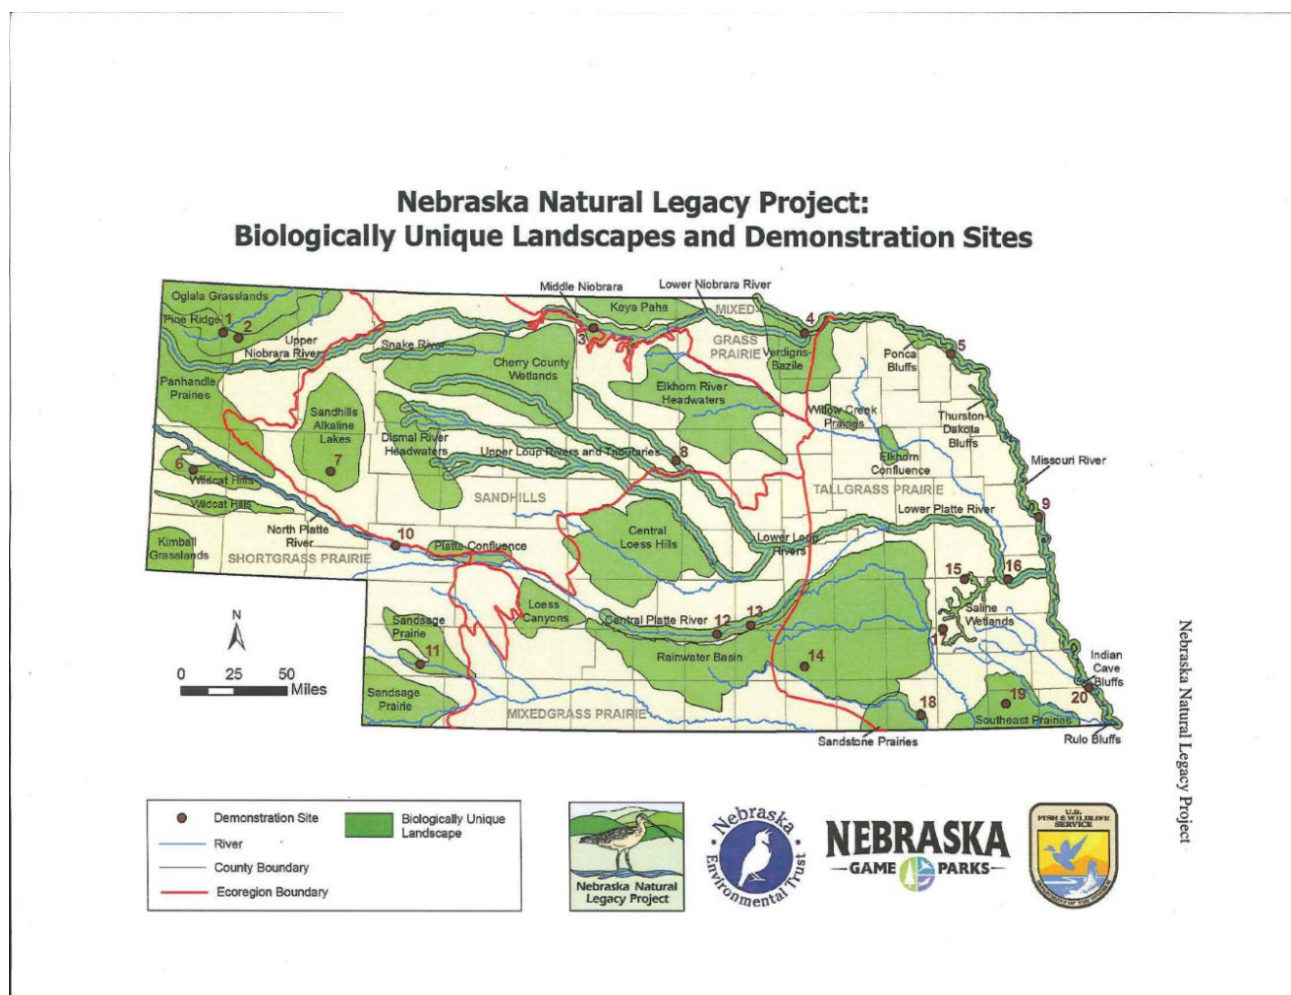 Nebraska Natural Legacy Project:
Biologically Unique Landscapes and Demonstration Sites
Middle Niobrara
Lower Niobrara River
Oglala Grasslands
Keya Paha
MIXED-
GRASS
PRAIRIE
Pine Ridge
1
2
3
4
5
Upper
Niobrara River
Snake River
Verdigris-
Bazile
Ponca
Bluffs
Panhandle
Prairies
Cherry County
Wetlands
Elkhorn River
Headwaters
Sandhills
Alkaline
Lakes
Willow Creek
Prairies
Thurston-
Dakota
Bluffs
Dismal River
Headwaters
Upper Loup Rivers and Tributaries
8
Elkhorn
Confluence
Missouri River
6
7
Wildcat Hills
Wildcat Hills
SANDHILLS
TALLGRASS PRAIRIE
Lower Platte River
9
North Platte
River
10
Central
Loess Hills
Lower Loup
Rivers
Kimball
Grasslands
SHORTGRASS PRAIRIE
Platte Confluence
15
16
Loess
Canyons
Saline
Wetlands
Sandsage
Prairie
Central Platte River
12
13
17
11
Rainwater Basin
14
Indian
Cave
Bluffs
Sandsage
Prairie
MIXEDGRASS PRAIRIE
18
19
20
Southeast Prairies
Sandstone Prairies
Rulo Bluffs
N
0 25 50
Miles
Nebraska Natural Legacy Project
Demonstration Site
River
County Boundary
Ecoregion Boundary
Biologically Unique
Landscape
Nebraska Natural
Legacy Project
Nebraska
Environmental Trust
NEBRASKA
GAME PARKS
U.S.
FISH & WILDLIFE
SERVICE
DEPARTMENT OF THE INTERIOR